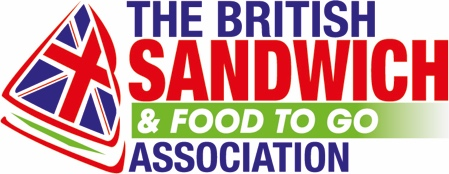 THE BRITISH
SANDWICH
& FOOD TO GO
ASSOCIATION